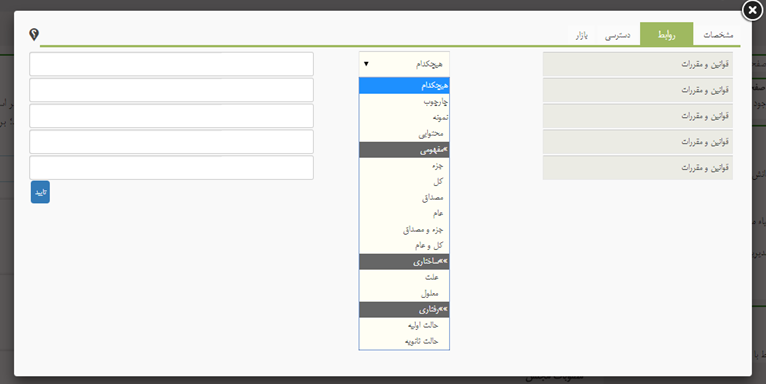 مشخصات روابط دسترسی بازار
قوانین و مقررات
قوانین و مقررات
قوانین و مقررات
قوانین و مقررات
قوانین و مقررات
هیچکدام
هیچکدام
چارچوب
نمونه
محتوایی
»مفهومی
جزء
کل
مصداق
عام
جزء و مصداق
کل و عام
»»ساختاری
علت
معلول
»»رفتاری
حالت اولیه
حالت ثانویه
تایید